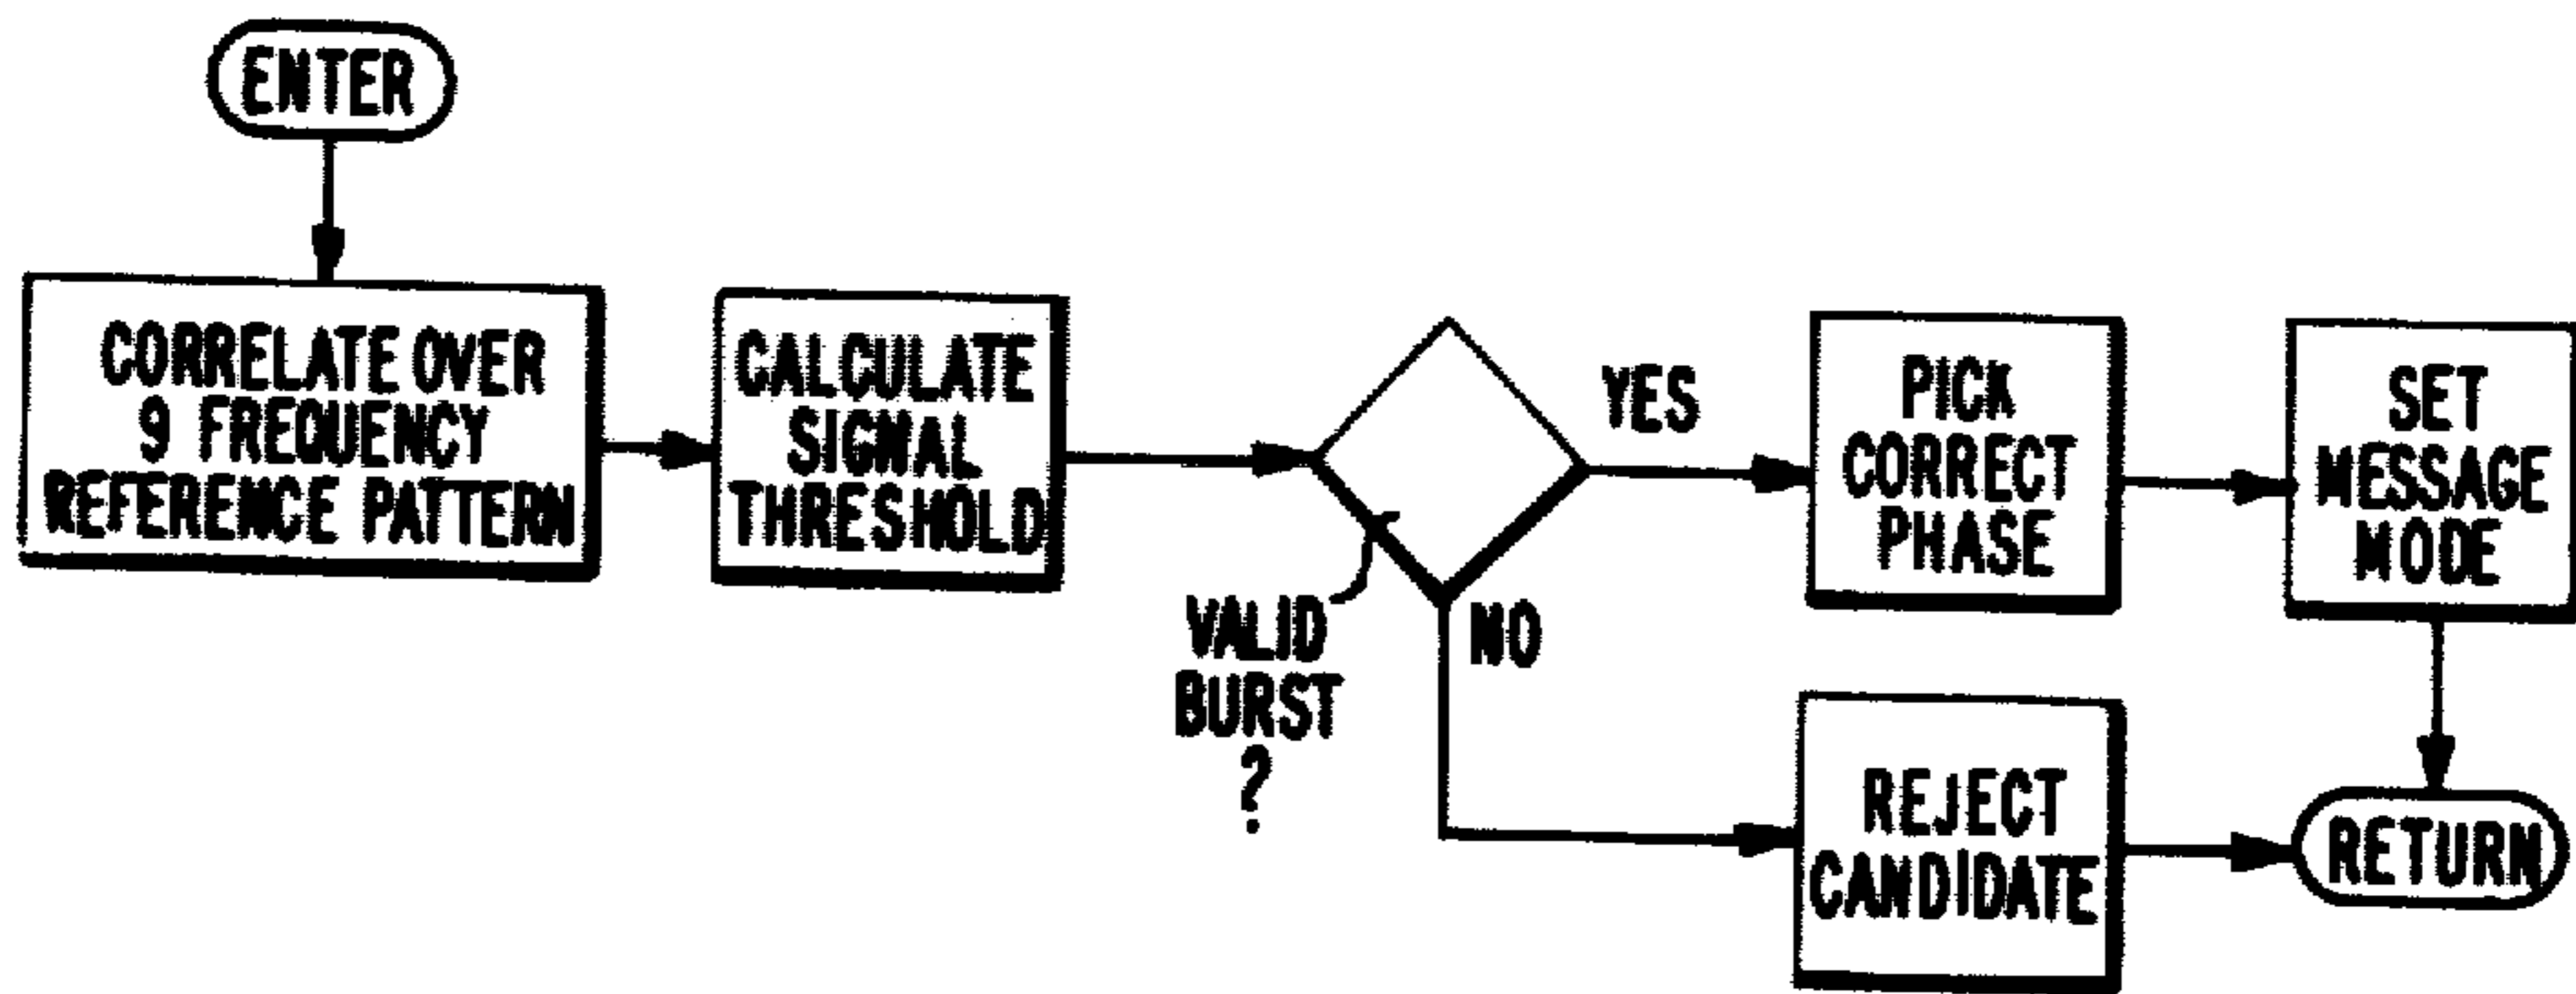 ENTER
CORRELATE OVER
9 FREQUENCY
REFERENCE PATTERN
CALCULATE
SIGNAL
THRESHOLD
VALID
BURST
?
YES
NO
PICK
CORRECT
PHASE
SET
MESSAGE
MODE
REJECT
CANDIDATE
RETURN